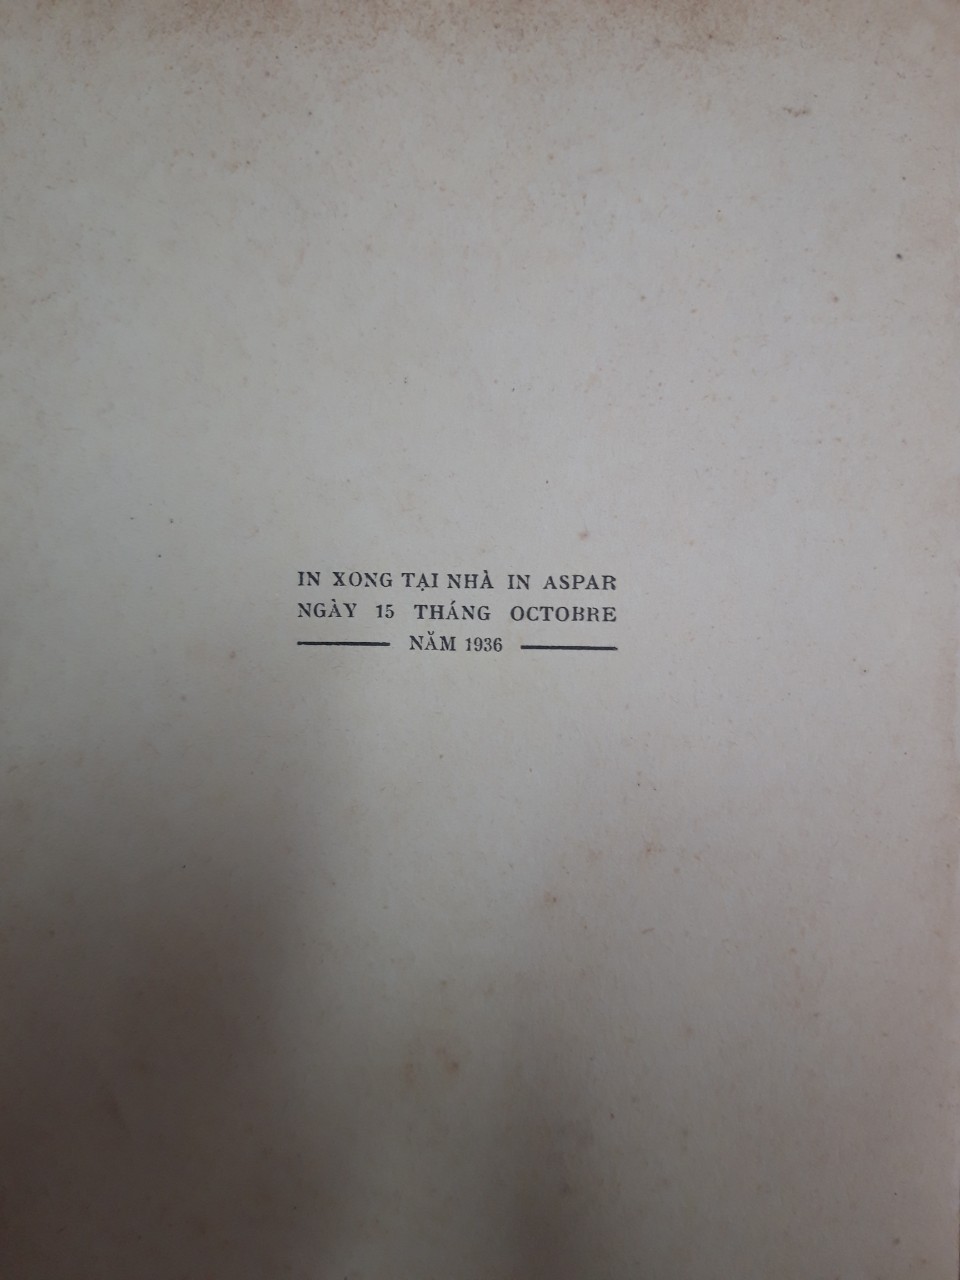 IN XONG TẠI NHÀ IN ASPAR
NGÀY 15 THÁNG OCTOBRE
NĂM 1936